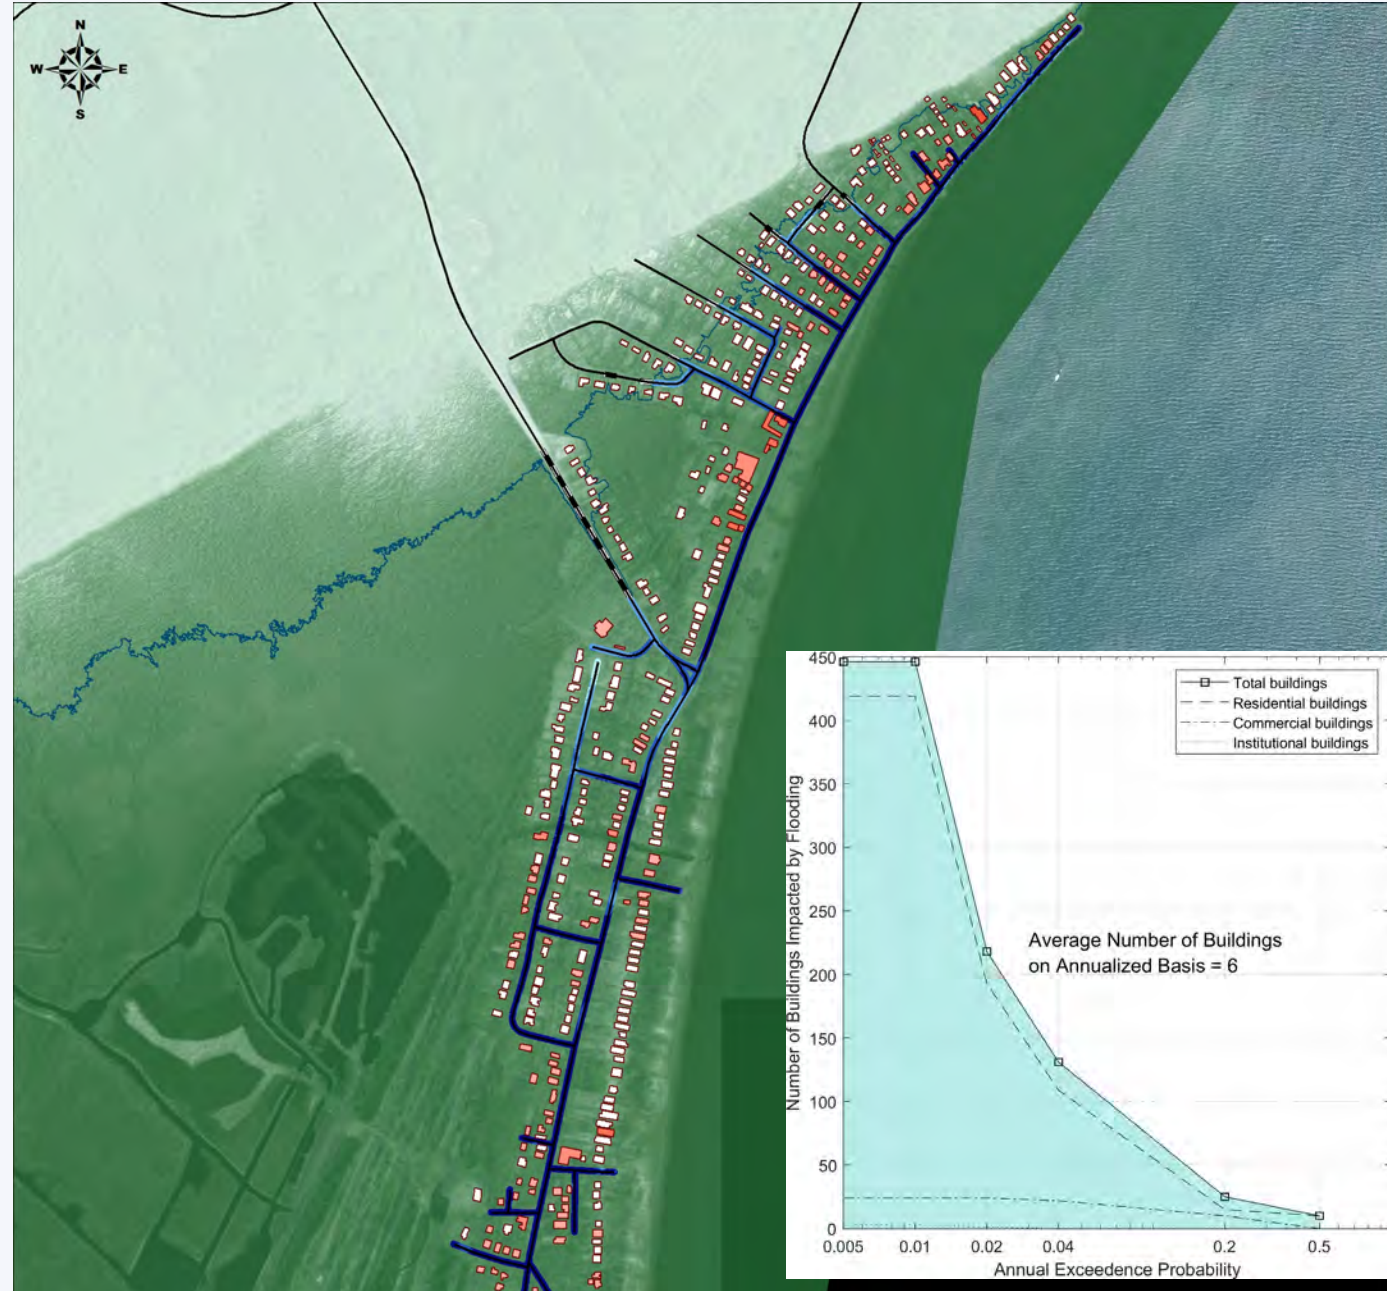 N
W E
S
450
400
350
300
250
200
150
100
50
0
Number of Buildings Impacted by Flooding
Total buildings
Residential buildings
Commercial buildings
Institutional buildings
Average Number of Buildings
on Annualized Basis = 6
0.005 0.01 0.02 0.04 0.2 0.5
Annual Exceedence Probability